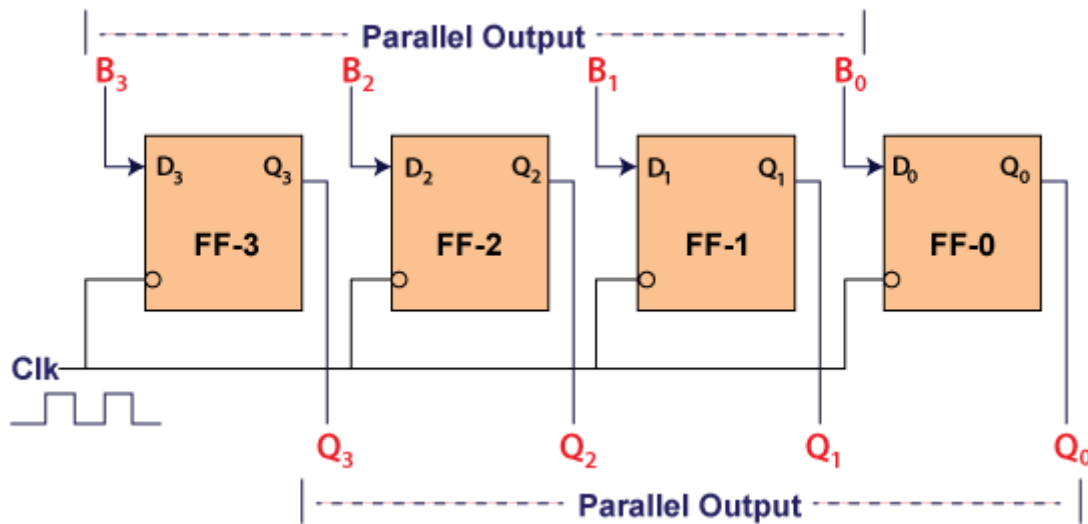 Parallel Output
B₃ B₂ B₁ B₀
D₃ Q₃ D₂ Q₂ D₁ Q₁ D₀ Q₀
FF-3 FF-2 FF-1 FF-0
Clk
Q₃ Q₂ Q₁ Q₀
Parallel Output